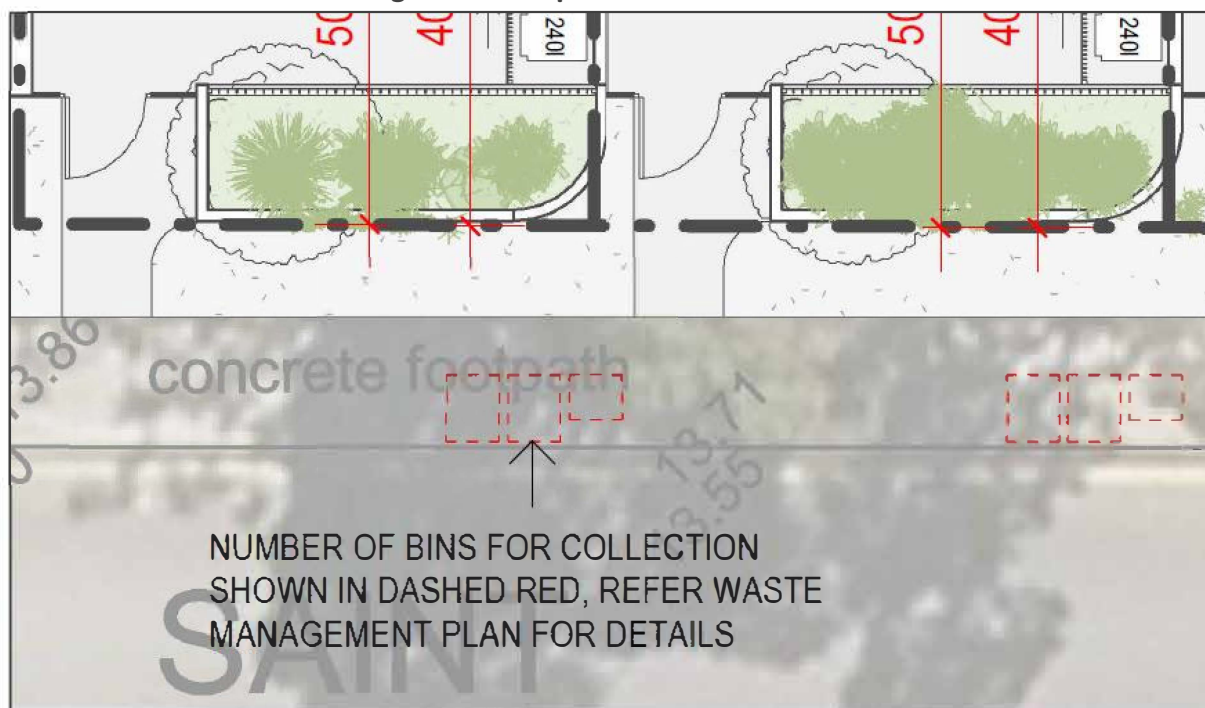 50
40
240l
50
40
240l
13.86
concrete footpath
13.71
13.55
NUMBER OF BINS FOR COLLECTION
SHOWN IN DASHED RED, REFER WASTE
MANAGEMENT PLAN FOR DETAILS
SAINT